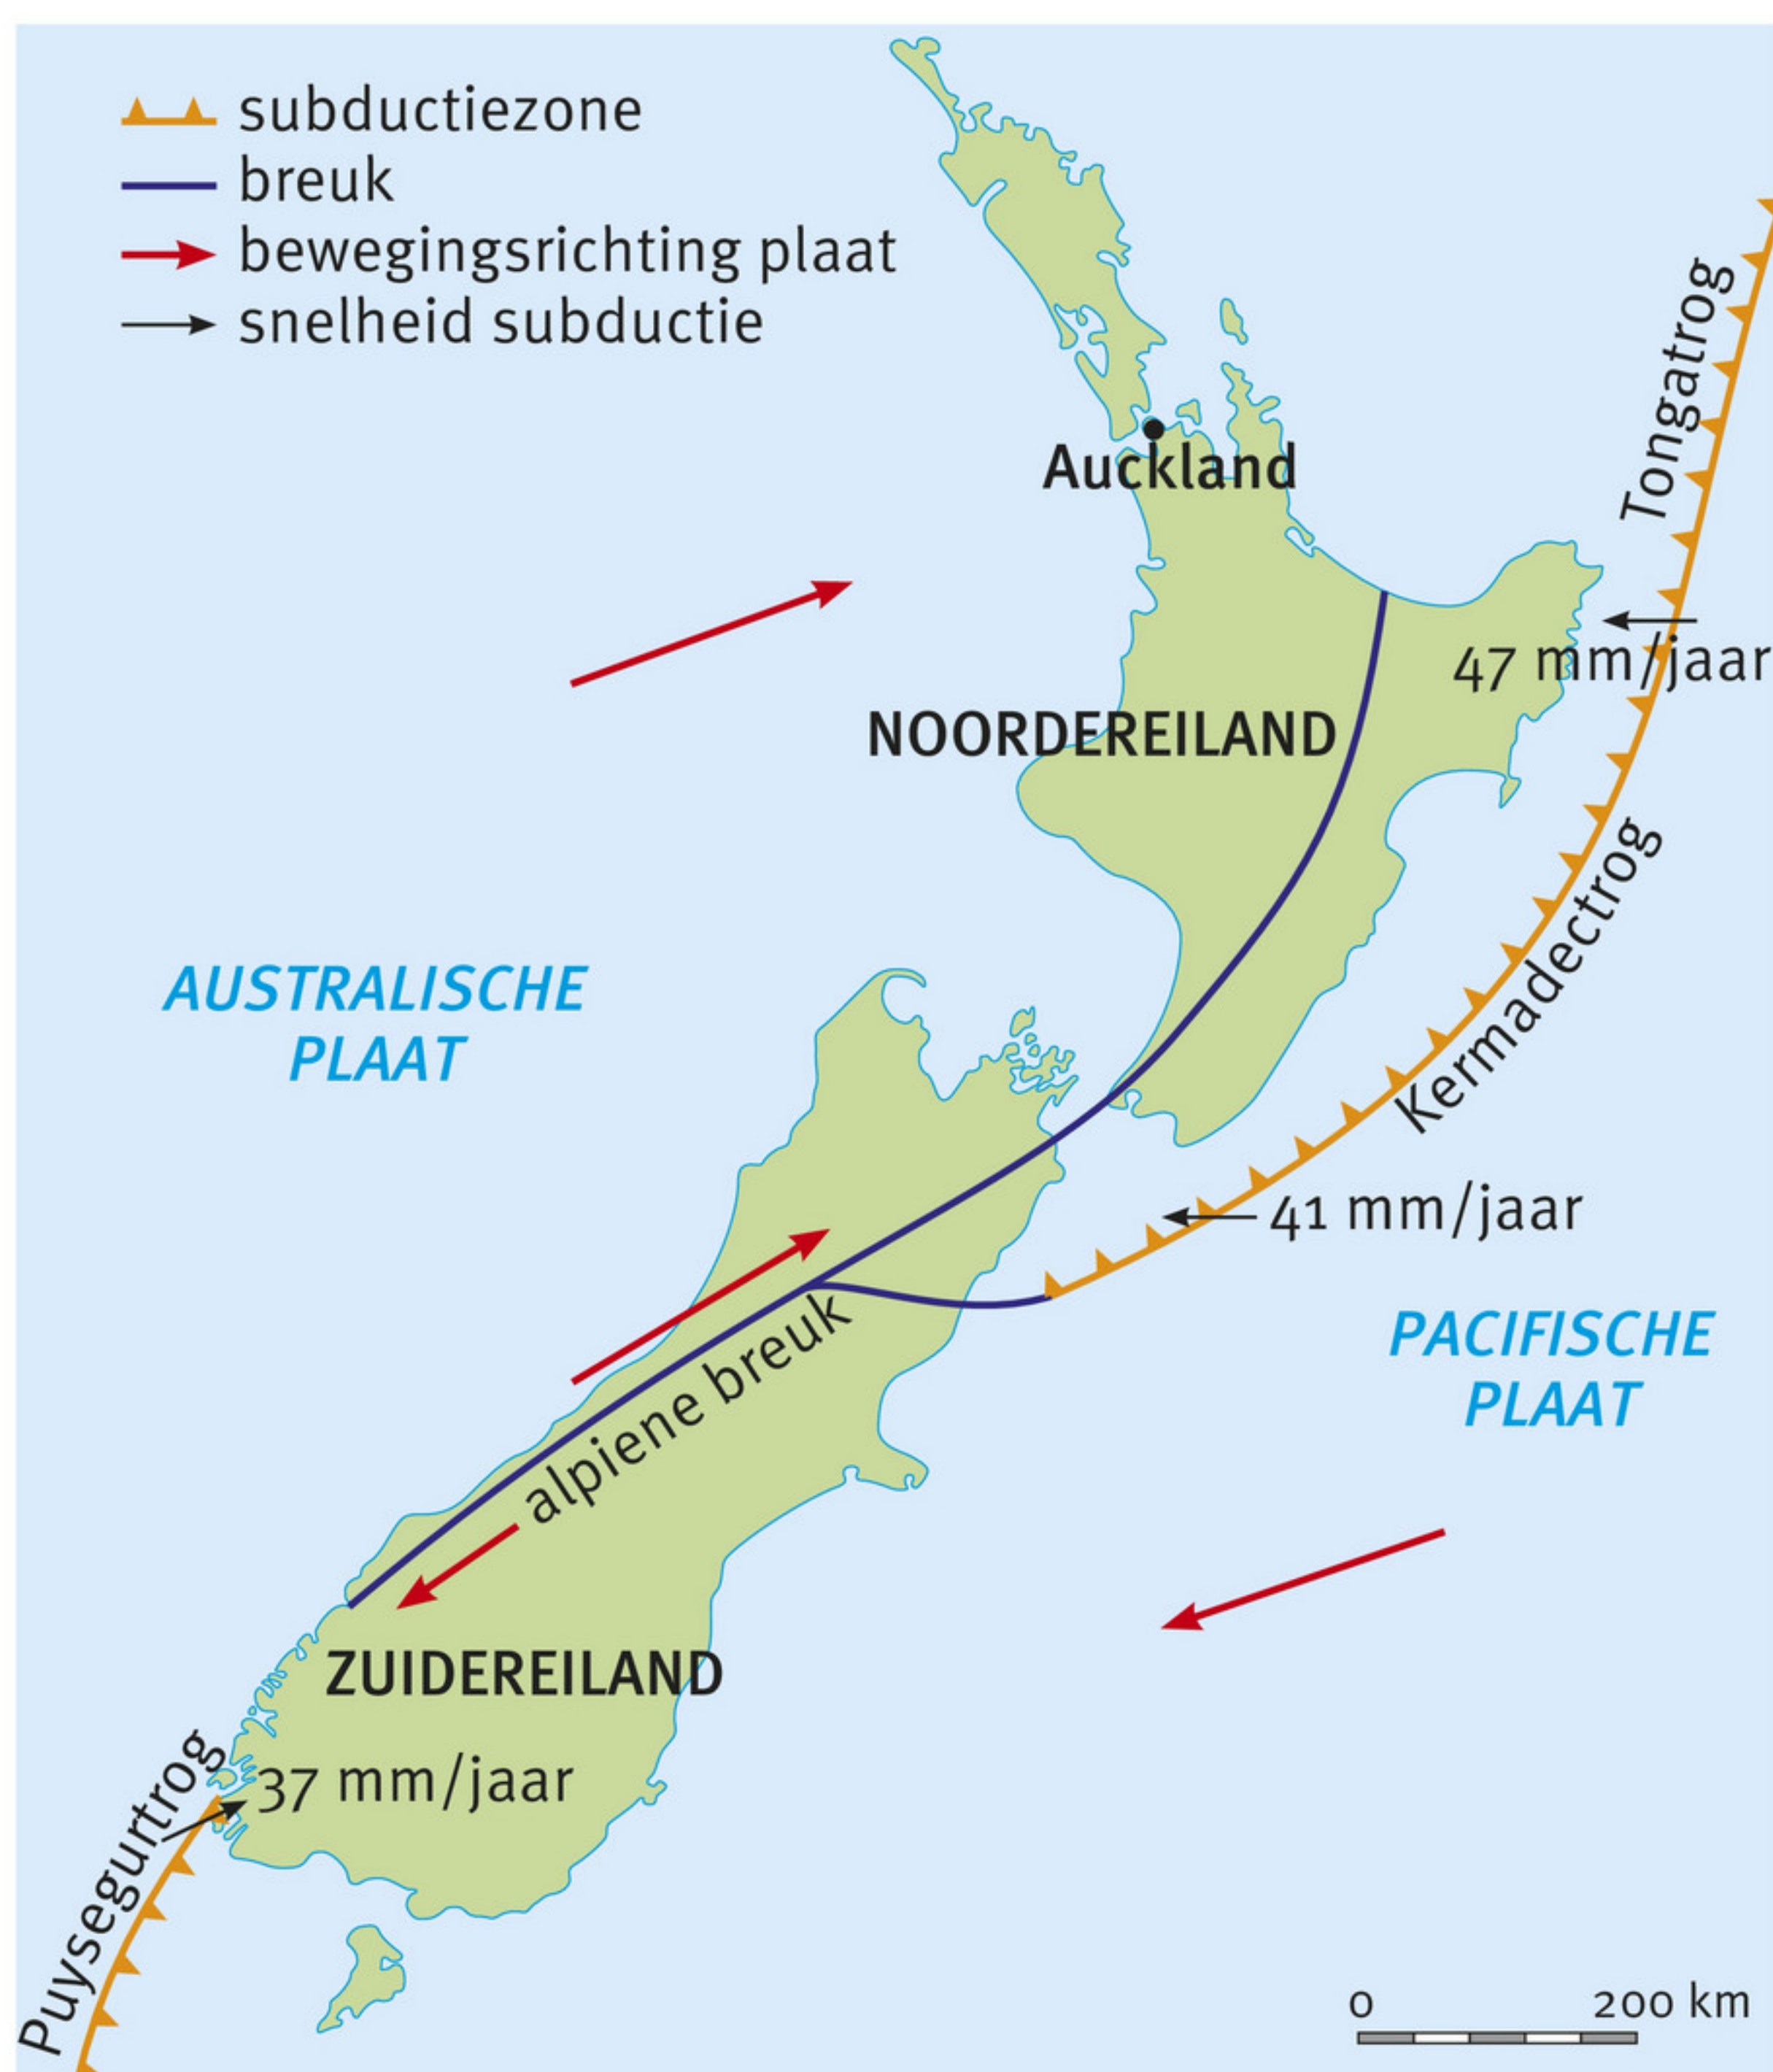 subductiezone
breuk
bewegingsrichting plaat
snelheid subductie
Tongatrog
Auckland
47 mm/jaar
NOORDEREILAND
Kermadectrog
AUSTRALISCHE
PLAAT
41 mm/jaar
alpiene breuk
PACIFISCHE
PLAAT
ZUIDEREILAND
37 mm/jaar
Puysegurtrog
0 200 km